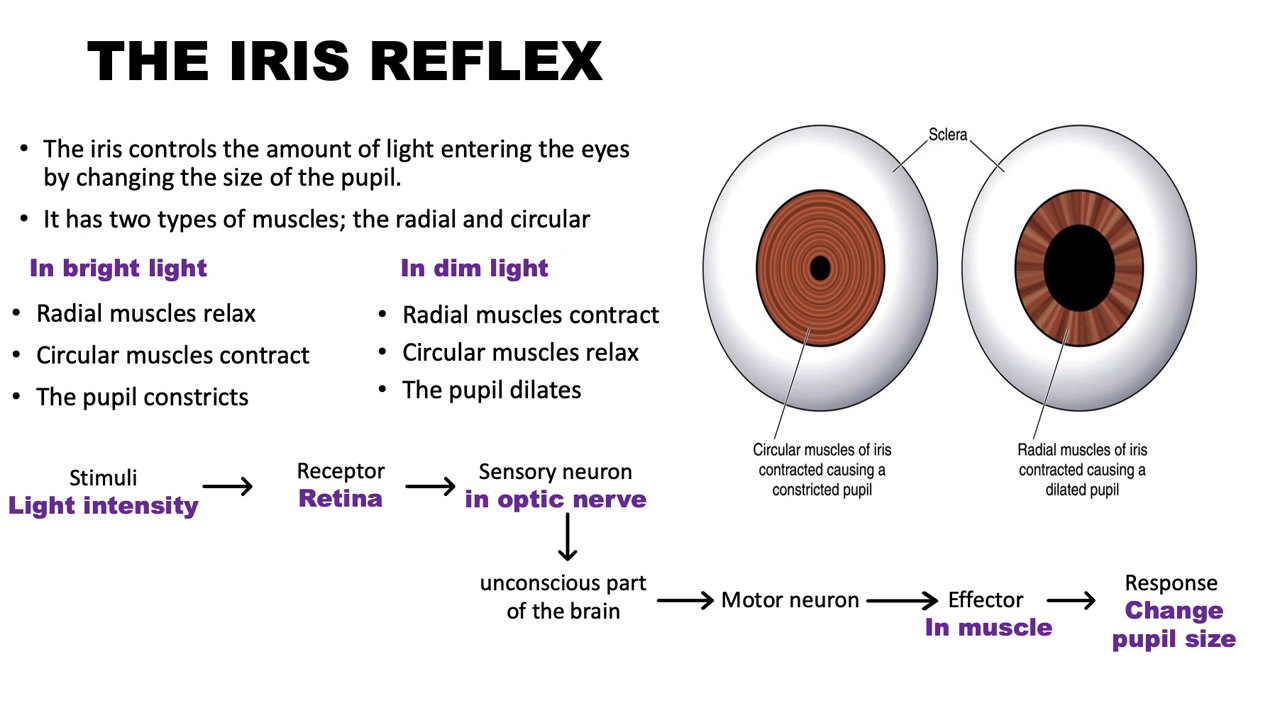 THE IRIS REFLEX
• The iris controls the amount of light entering the eyes
by changing the size of the pupil.
• It has two types of muscles; the radial and circular
In bright light
• Radial muscles relax
• Circular muscles contract
• The pupil constricts
In dim light
• Radial muscles contract
• Circular muscles relax
• The pupil dilates
Sclera
Circular muscles of iris
contracted causing a
constricted pupil
Radial muscles of iris
contracted causing a
dilated pupil
Stimuli
Light intensity
Receptor
Retina
Sensory neuron
in optic nerve
unconscious part
of the brain
Motor neuron
Effector
In muscle
Response
Change
pupil size